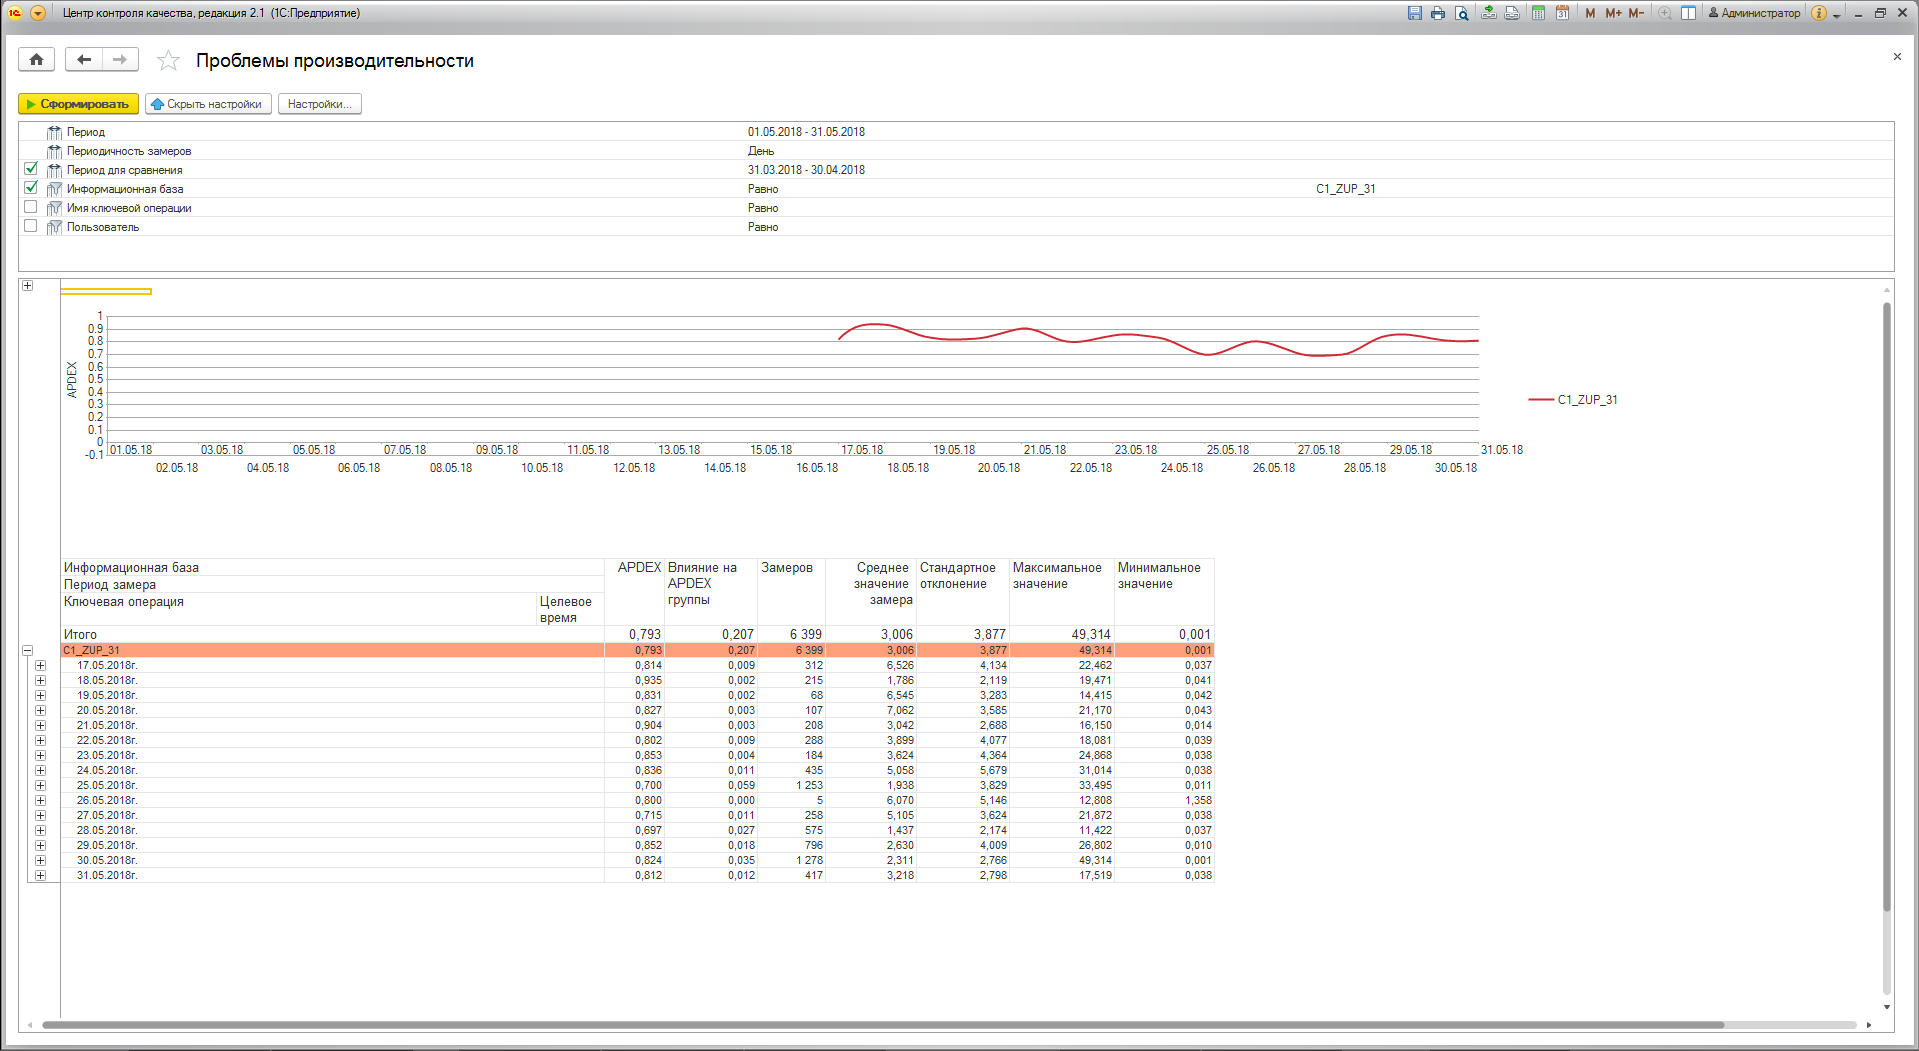 Центр контроля качества, редакция 2.1 (1С:Предприятие)
M M+ M- Администратор
Проблемы производительности
Сформировать Скрыть настройки Настройки...
Период 01.05.2018 - 31.05.2018
Периодичность замеров День
Период для сравнения 31.03.2018 - 30.04.2018
Информационная база Равно C1_ZUP_31
Имя ключевой операции Равно
Пользователь Равно
1
0.9
0.8
0.7
0.6
0.5
0.4
0.3
0.2
0.1
0
-0.1
APDEX
C1_ZUP_31
01.05.18 03.05.18 05.05.18 07.05.18 09.05.18 11.05.18 13.05.18 15.05.18 17.05.18 19.05.18 21.05.18 23.05.18 25.05.18 27.05.18 29.05.18 31.05.18
02.05.18 04.05.18 06.05.18 08.05.18 10.05.18 12.05.18 14.05.18 16.05.18 18.05.18 20.05.18 22.05.18 24.05.18 26.05.18 28.05.18 30.05.18
Информационная база APDEX Влияние на Замеров Среднее Стандартное Максимальное Минимальное
Период замера APDEX значение отклонение значение значение
Ключевая операция Целевое группы замера
время
Итого 0,793 0,207 6 399 3,006 3,877 49,314 0,001
C1_ZUP_31 0,793 0,207 6 399 3,006 3,877 49,314 0,001
17.05.2018г. 0,814 0,009 312 6,526 4,134 22,462 0,037
18.05.2018г. 0,935 0,002 215 1,786 2,119 19,471 0,041
19.05.2018г. 0,831 0,002 68 6,545 3,283 14,415 0,042
20.05.2018г. 0,827 0,003 107 7,062 3,585 21,170 0,043
21.05.2018г. 0,904 0,003 208 3,042 2,688 16,150 0,014
22.05.2018г. 0,802 0,009 288 3,899 4,077 18,081 0,039
23.05.2018г. 0,853 0,004 184 3,624 4,364 24,868 0,038
24.05.2018г. 0,836 0,011 435 5,058 5,679 31,014 0,038
25.05.2018г. 0,700 0,059 1 253 1,938 3,829 33,495 0,011
26.05.2018г. 0,800 0,000 5 6,070 5,146 12,808 1,358
27.05.2018г. 0,715 0,011 258 5,105 3,624 21,872 0,038
28.05.2018г. 0,697 0,027 575 1,437 2,174 11,422 0,037
29.05.2018г. 0,852 0,018 796 2,630 4,009 26,802 0,010
30.05.2018г. 0,824 0,035 1 278 2,311 2,766 49,314 0,001
31.05.2018г. 0,812 0,012 417 3,218 2,798 17,519 0,038